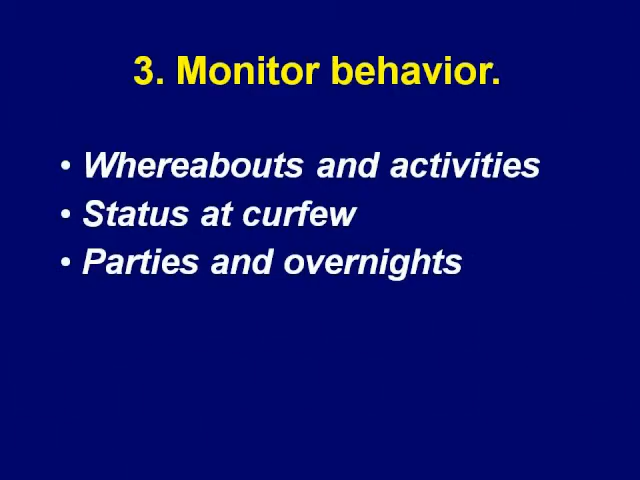 3. Monitor behavior.
• Whereabouts and activities
• Status at curfew
• Parties and overnights